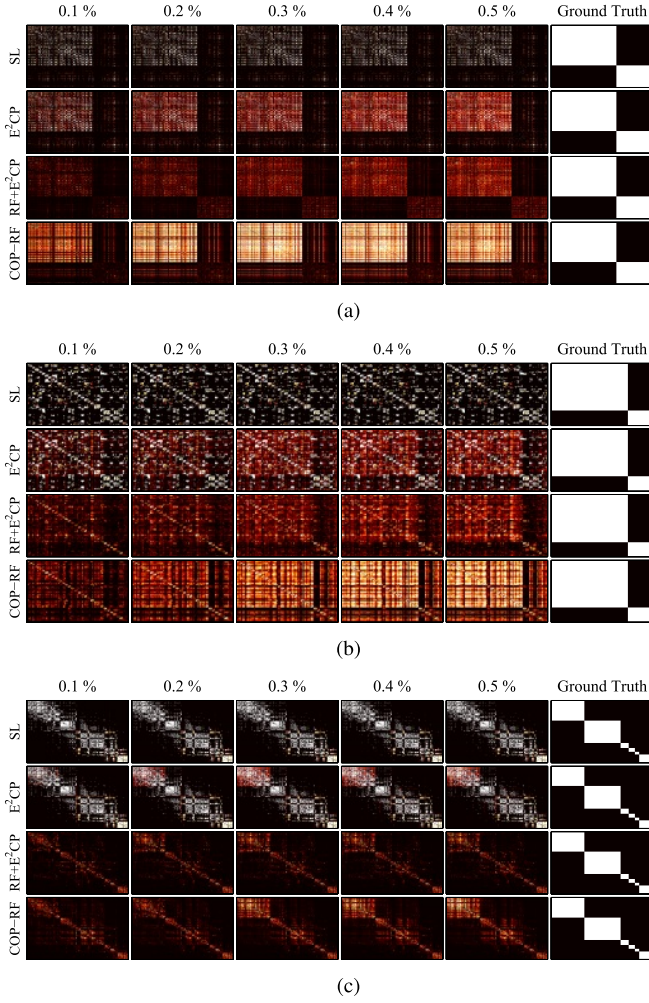 0.1 % 0.2 % 0.3 % 0.4 % 0.5 % Ground Truth
SL
E²CP
RF+E²CP
COP−RF
(a)
0.1 % 0.2 % 0.3 % 0.4 % 0.5 % Ground Truth
SL
E²CP
RF+E²CP
COP−RF
(b)
0.1 % 0.2 % 0.3 % 0.4 % 0.5 % Ground Truth
SL
E²CP
RF+E²CP
COP−RF
(c)